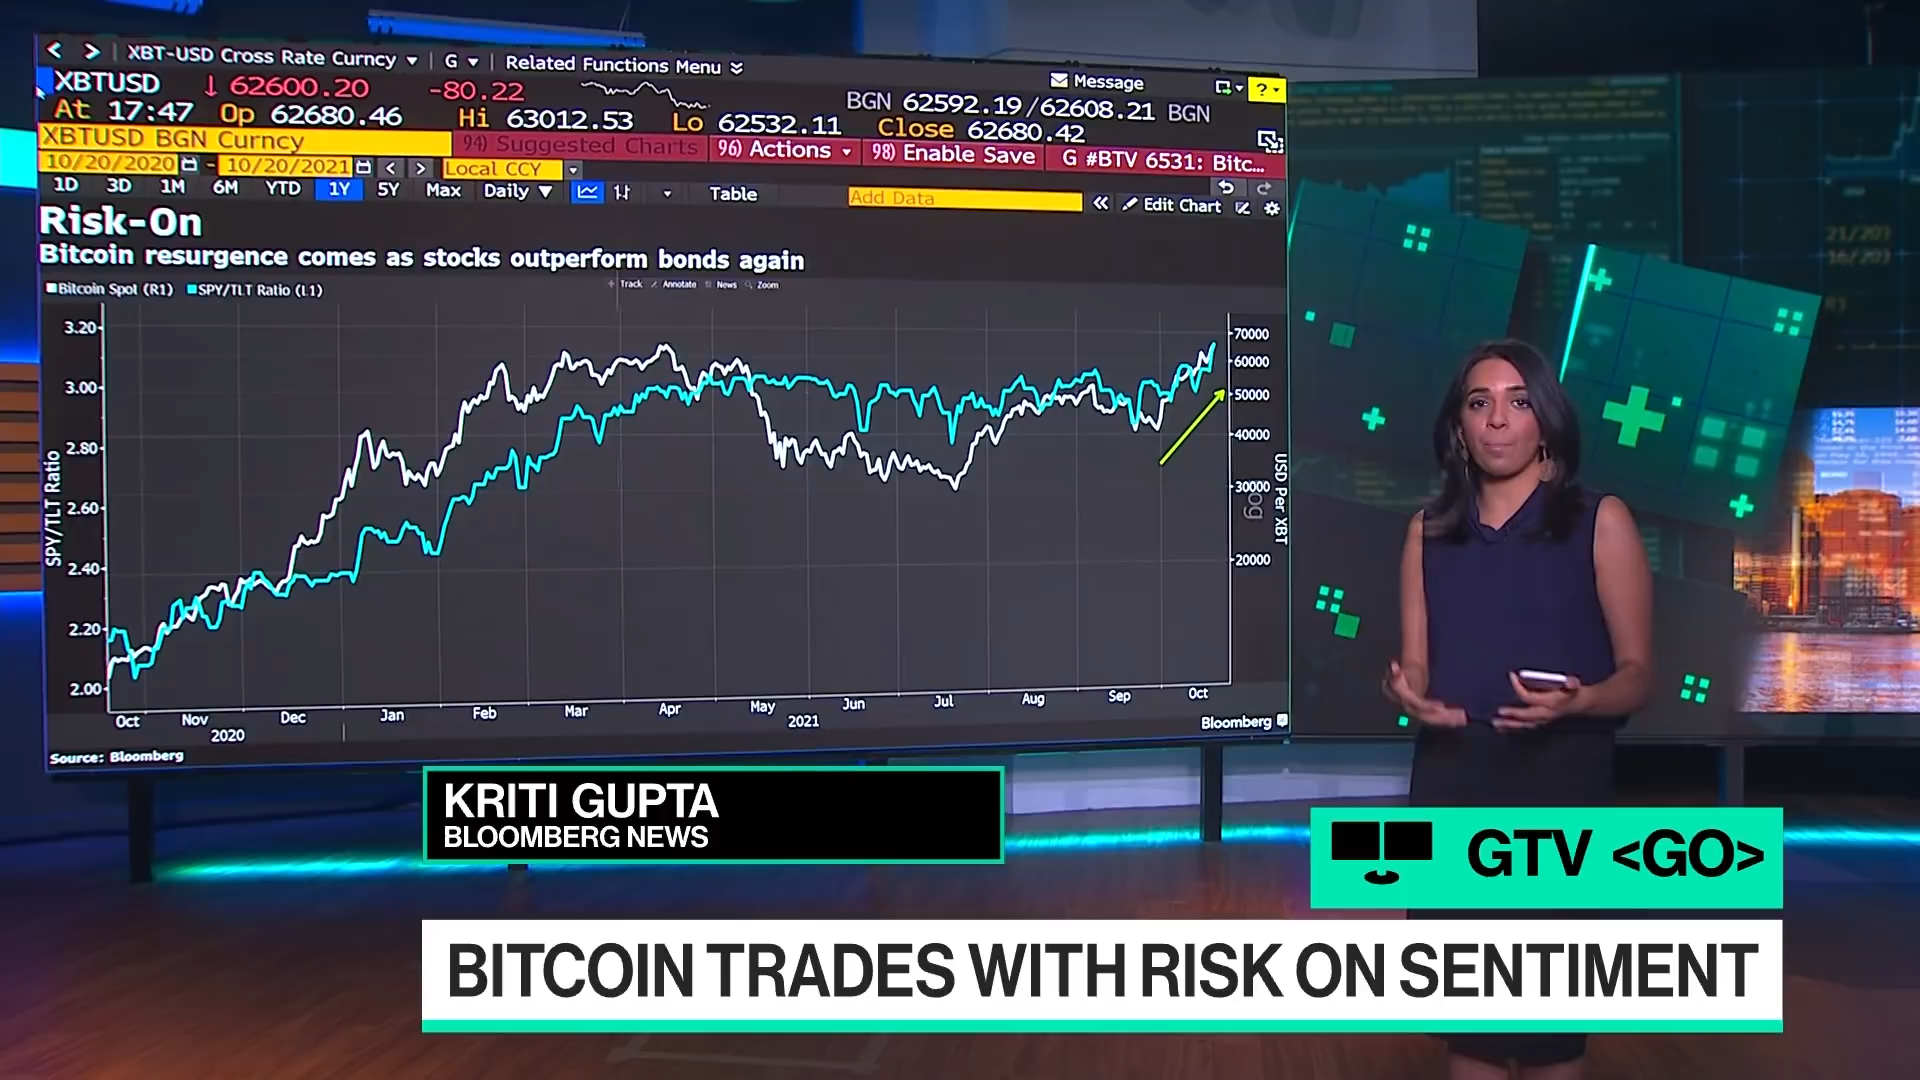 XBT-USD Cross Rate Curncy G Related Functions Menu
XBTUSD ↓ 62600.20 -80.22 Message
At 17:47 Op 62680.46 Hi 63012.53 Lo 62532.11 BGN 62592.19/62608.21 BGN
Close 62680.42
XBTUSD BGN Curncy 94) Suggested Charts 96) Actions 98) Enable Save G #BTV 6531: Bitc...
10/20/2020 - 10/20/2021 < > Local CCY
1D 3D 1M 6M YTD 1Y 5Y Max Daily Table Add Data « Edit Chart
Risk-On
Bitcoin resurgence comes as stocks outperform bonds again
Bitcoin Spot (R1) SPY/TLT Ratio (L1)
Track Annotate News Zoom
3.20
3.00
2.80
2.60
2.40
2.20
2.00
SPY/TLT Ratio
70000
60000
50000
40000
30000
20000
USD Per XBT
Oct Nov Dec Jan Feb Mar Apr May Jun Jul Aug Sep Oct
2020 2021
Bloomberg
Source: Bloomberg
KRITI GUPTA
BLOOMBERG NEWS
GTV <GO>
BITCOIN TRADES WITH RISK ON SENTIMENT